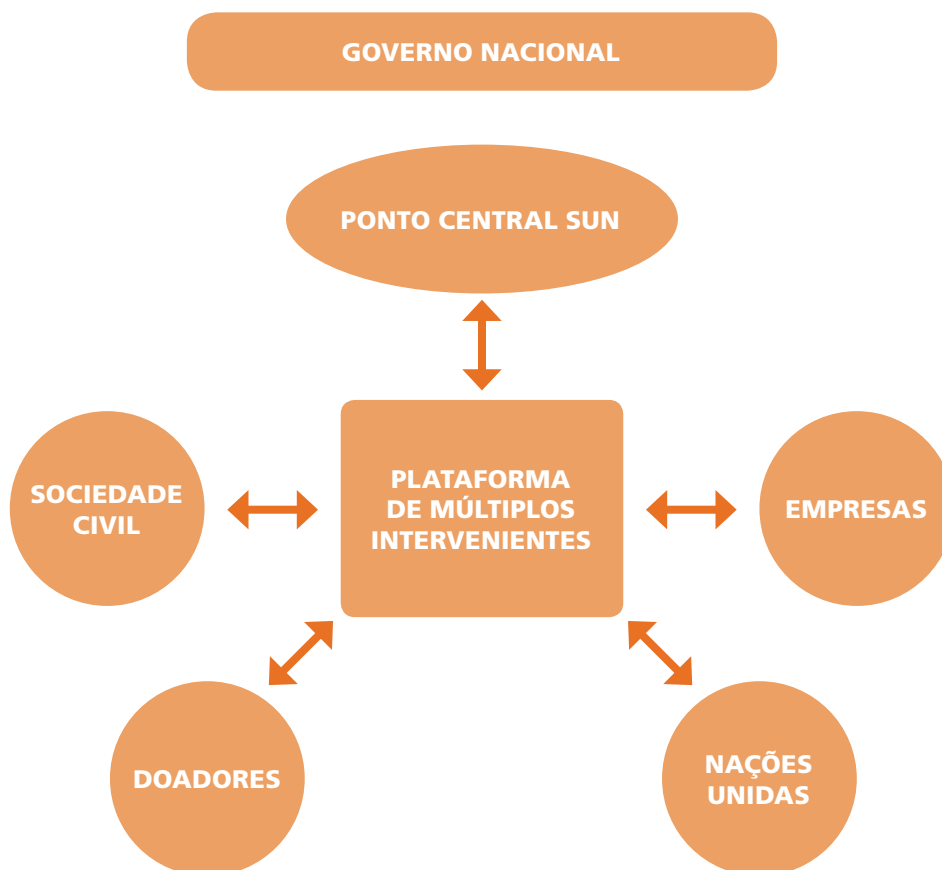 GOVERNO NACIONAL
PONTO CENTRAL SUN
SOCIEDADE
CIVIL
PLATAFORMA
DE MÚLTIPLOS
INTERVENIENTES
EMPRESAS
DOADORES
NAÇÕES
UNIDAS